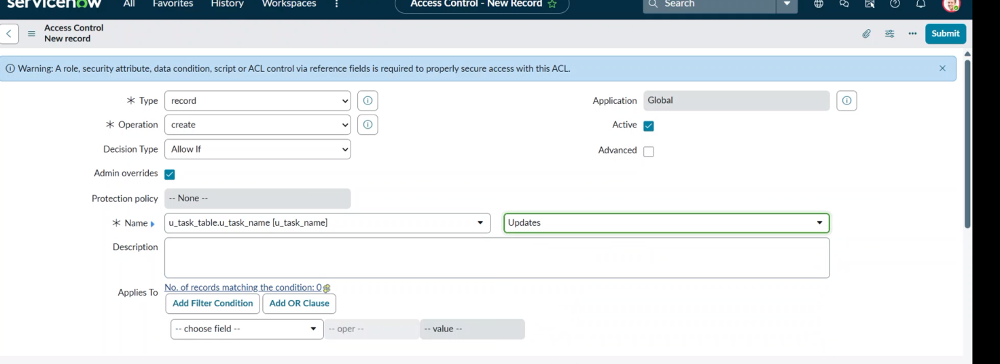 servicenow All Favorites History Workspaces Access Control - New Record Search
Access Control
New record
Submit
Warning: A role, security attribute, data condition, script or ACL control via reference fields is required to properly secure access with this ACL.
Type record Application Global
Operation create Active
Decision Type Allow If Advanced
Admin overrides
Protection policy -- None --
Name u_task_table.u_task_name [u_task_name] Updates
Description
Applies To No. of records matching the condition: 0
Add Filter Condition Add OR Clause
-- choose field -- -- oper -- -- value --